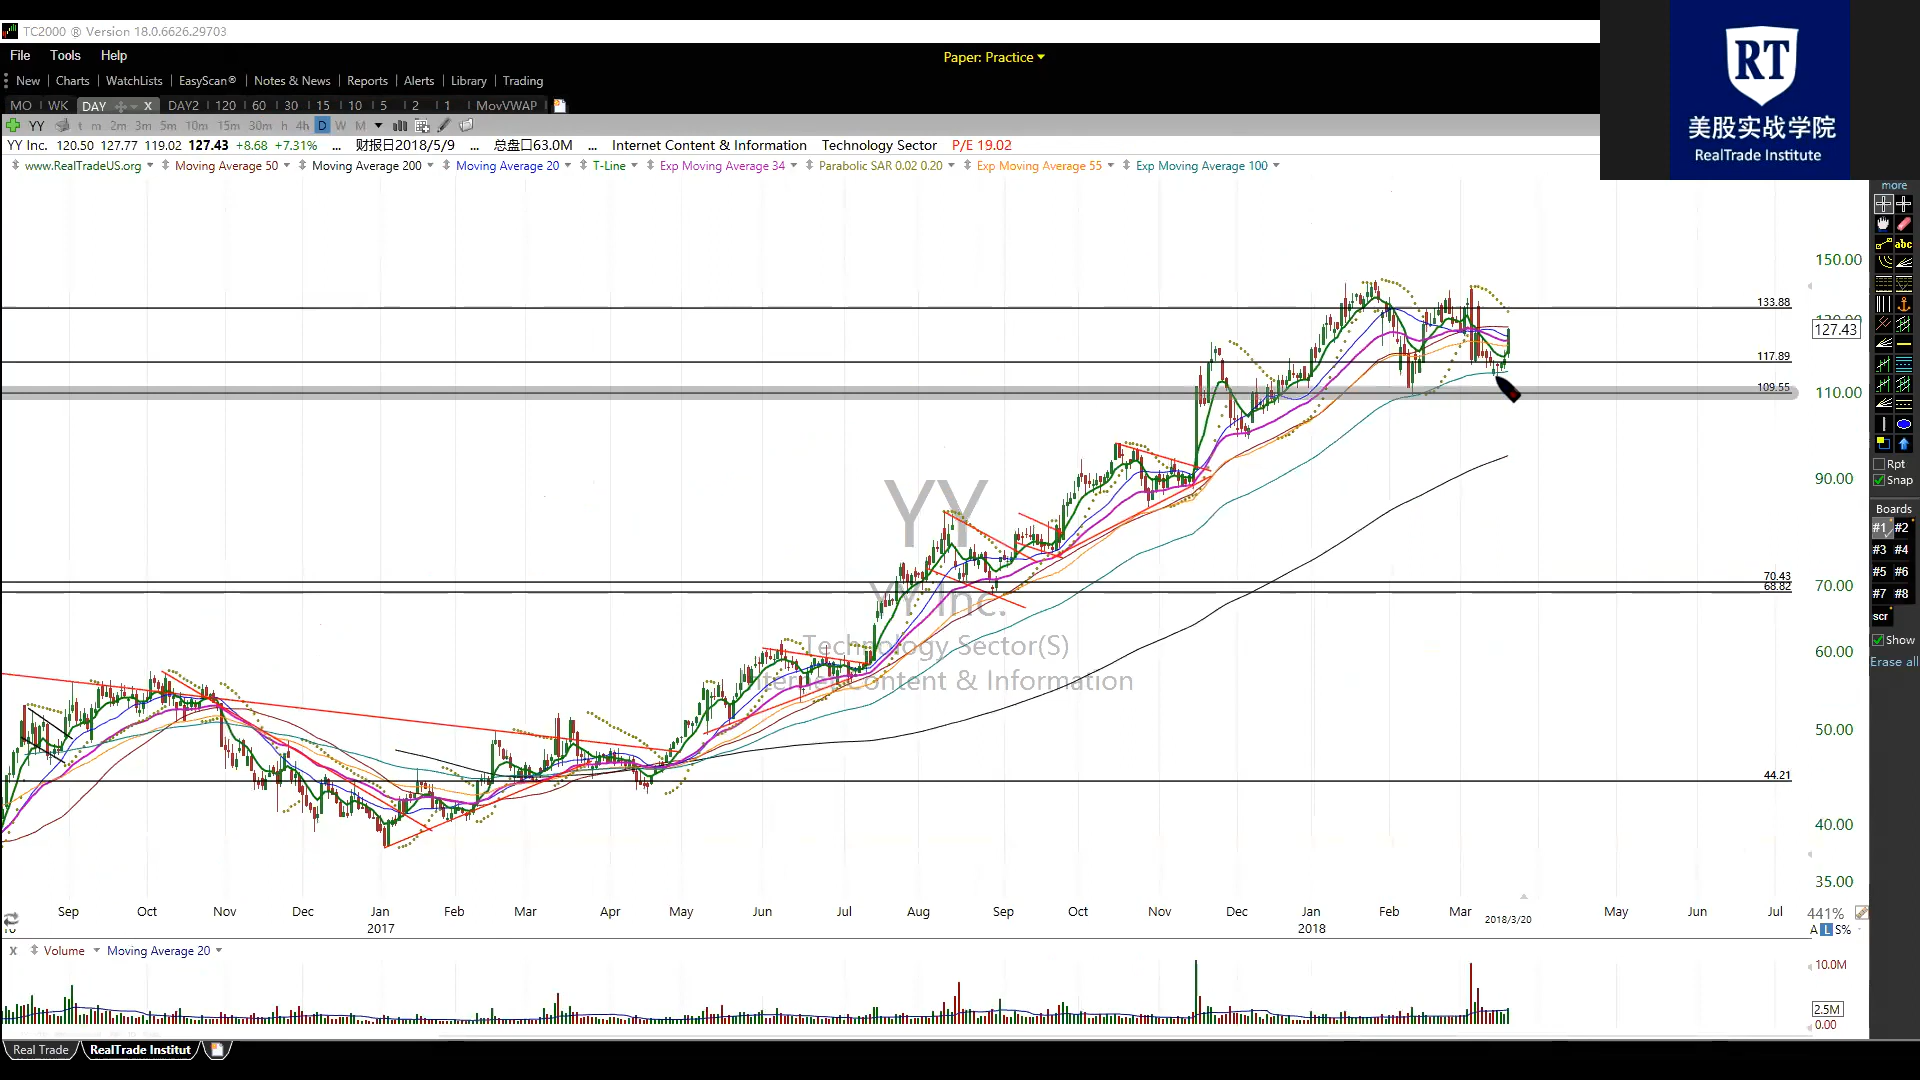 TC2000 ® Version 18.0.6626.29703
File Tools Help
Paper: Practice
New Charts WatchLists EasyScan® Notes & News Reports Alerts Library Trading
MO WK DAY X DAY2 120 60 30 15 10 5 2 1 MovVWAP
YY t m 2m 3m 5m 10m 15m 30m h 4h D W M
YY Inc. 120.50 127.77 119.02 127.43 +8.68 +7.31% ... 财报日2018/5/9 ... 总盘口63.0M ... Internet Content & Information Technology Sector P/E 19.02
www.RealTradeUS.org Moving Average 50 Moving Average 200 Moving Average 20 T-Line Exp Moving Average 34 Parabolic SAR 0.02 0.20 Exp Moving Average 55 Exp Moving Average 100
RT
美股实战学院
RealTrade Institute
more
abc
Rpt
Snap
Boards
#1 #2
#3 #4
#5 #6
#7 #8
scr
Show
Erase all
150.00
133.88
127.43
117.89
109.55
110.00
90.00
70.43
70.00
68.82
60.00
50.00
44.21
40.00
35.00
YY
YY Inc.
Technology Sector(S)
Internet Content & Information
Sep Oct Nov Dec Jan Feb Mar Apr May Jun Jul Aug Sep Oct Nov Dec Jan Feb Mar 2018/3/20 May Jun Jul
2017 2018
441%
A L S%
X Volume Moving Average 20
10.0M
2.5M
0.00
Real Trade RealTrade Institut